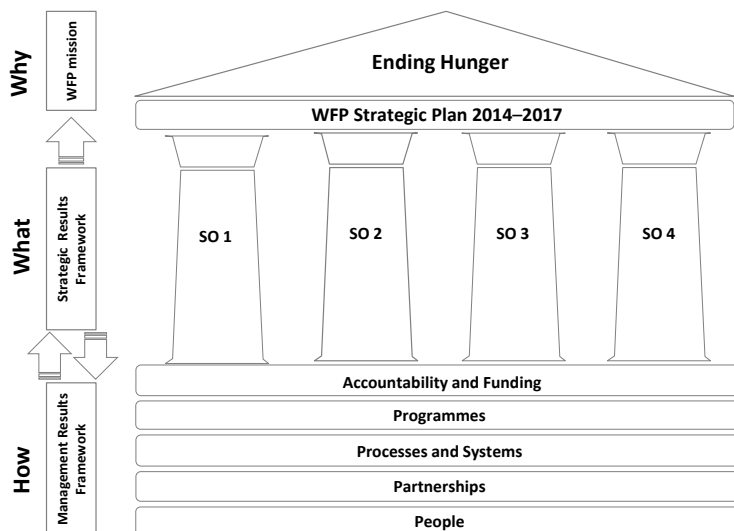 Why
WFP mission
Ending Hunger
WFP Strategic Plan 2014–2017
What
Strategic Results
Framework
SO 1
SO 2
SO 3
SO 4
How
Management Results
Framework
Accountability and Funding
Programmes
Processes and Systems
Partnerships
People